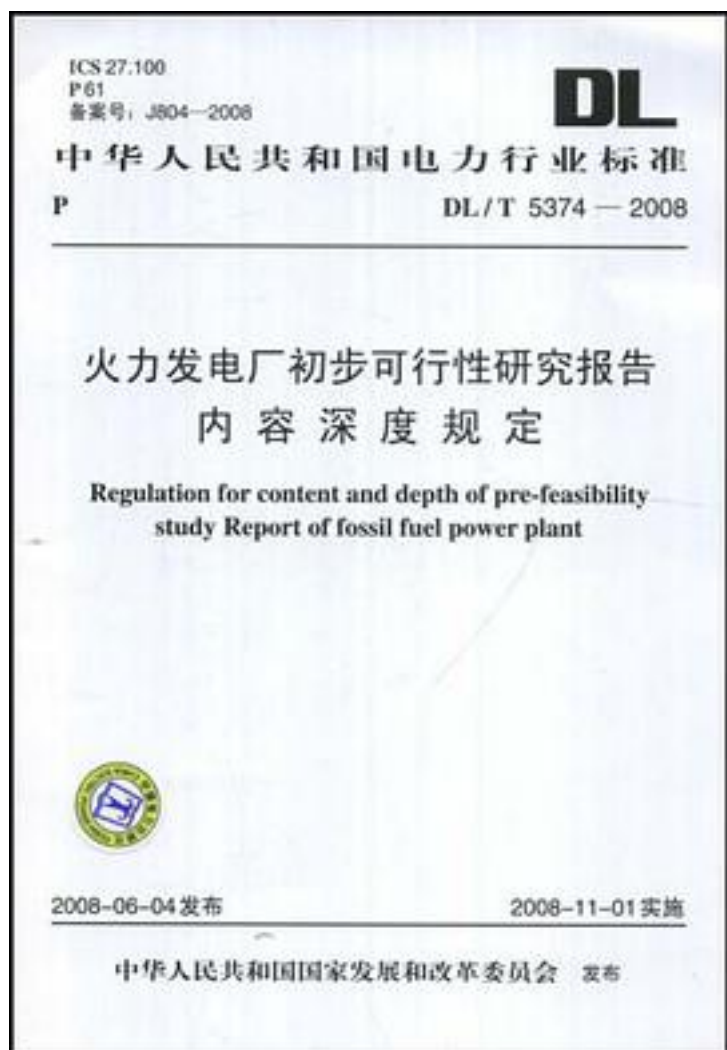 ICS 27.100
P 61
备案号：J804—2008
DL
中华人民共和国电力行业标准
P
DL/T 5374—2008
火力发电厂初步可行性研究报告
内容深度规定
Regulation for content and depth of pre-feasibility
study Report of fossil fuel power plant
2008-06-04发布
2008-11-01实施
中华人民共和国国家发展和改革委员会 发布